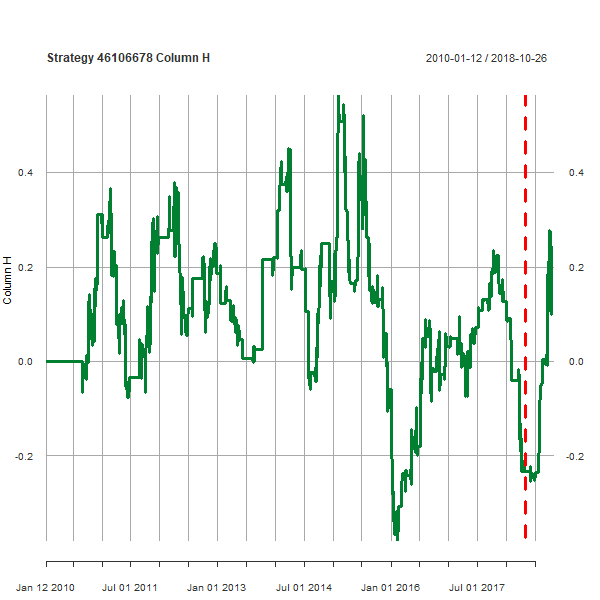 Strategy 46106678 Column H
2010-01-12 / 2018-10-26
Column H
0.4
0.4
0.2
0.2
0.0
0.0
-0.2
-0.2
Jan 12 2010
Jul 01 2011
Jan 01 2013
Jul 01 2014
Jan 01 2016
Jul 01 2017